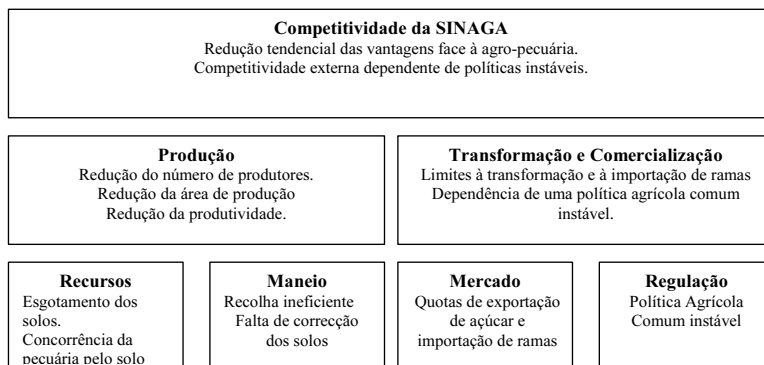 Competitividade da SINAGA
Redução tendencial das vantagens face à agro-pecuária.
Competitividade externa dependente de políticas instáveis.
Produção
Redução do número de produtores.
Redução da área de produção
Redução da produtividade.
Transformação e Comercialização
Limites à transformação e à importação de ramas
Dependência de uma política agrícola comum
instável.
Recursos
Esgotamento dos
solos.
Concorrência da
pecuária pelo solo
Maneio
Recolha ineficiente
Falta de correcção
dos solos
Mercado
Quotas de exportação
de açúcar e
importação de ramas
Regulação
Política Agrícola
Comum instável